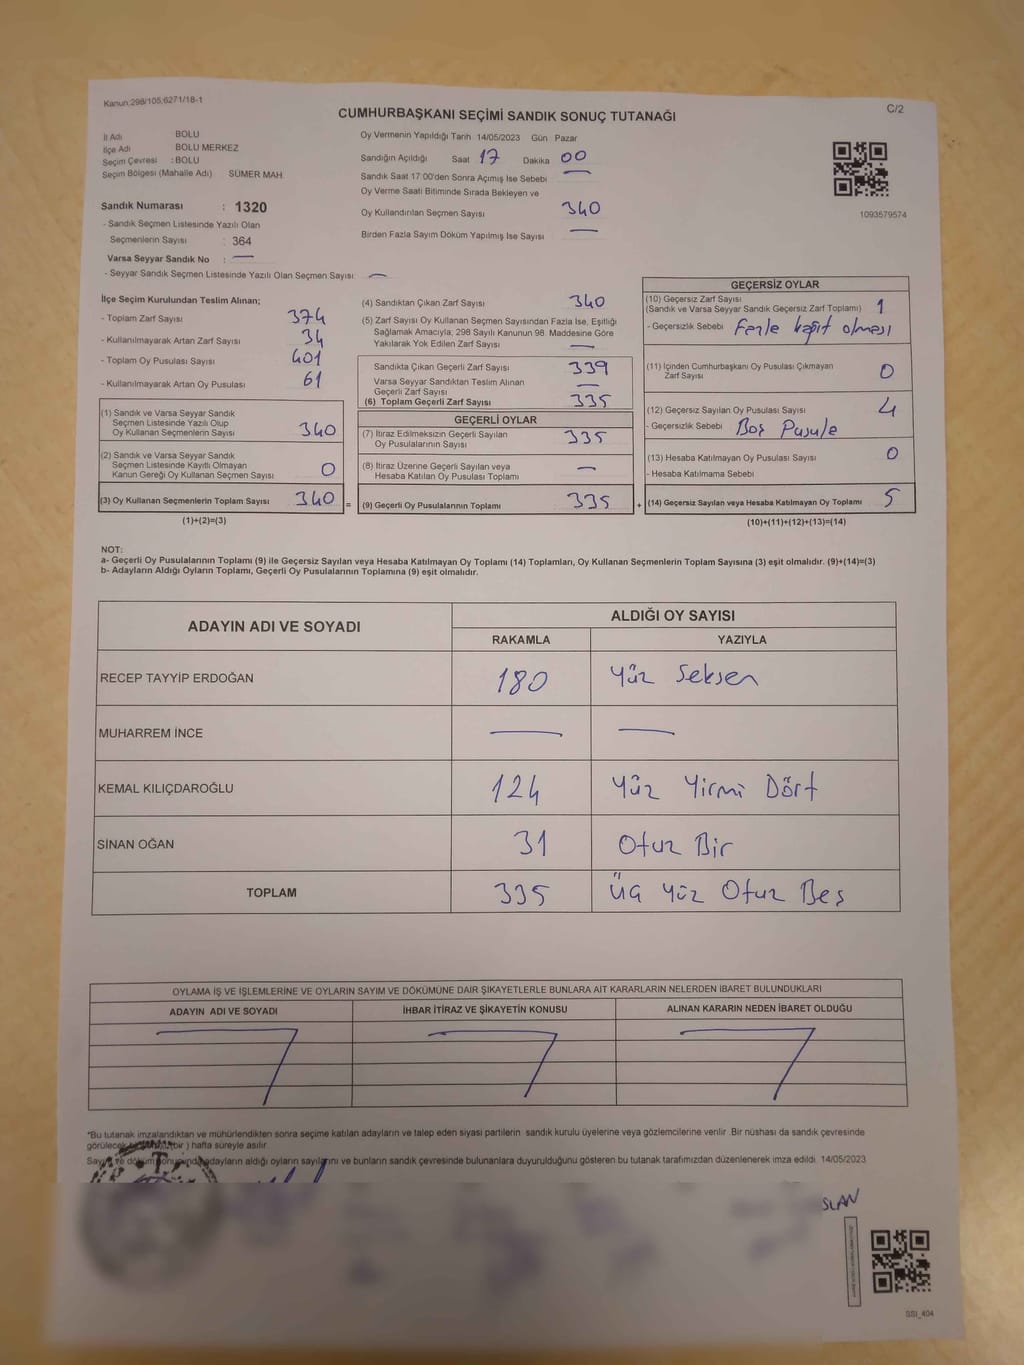 Kanun;298/105;6271/18-1
C/2
CUMHURBAŞKANI SEÇİMİ SANDIK SONUÇ TUTANAĞI
İl Adı BOLU
İlçe Adı BOLU MERKEZ
Seçim Çevresi : BOLU
Seçim Bölgesi (Mahalle Adı) SÜMER MAH
Sandık Numarası : 1320
- Sandık Seçmen Listesinde Yazılı Olan
Seçmenlerin Sayısı : 364
Varsa Seyyar Sandık No : —
- Seyyar Sandık Seçmen Listesinde Yazılı Olan Seçmen Sayısı: —
Oy Vermenin Yapıldığı Tarih 14/05/2023 Gün Pazar
Sandığın Açıldığı Saat 17 Dakika 00
Sandık Saat 17:00'den Sonra Açımış İse Sebebi —
Oy Verme Saati Bitiminde Sırada Bekleyen ve
Oy Kullandırılan Seçmen Sayısı 340
Birden Fazla Sayım Döküm Yapılmış İse Sayısı —
1093579574
İlçe Seçim Kurulundan Teslim Alınan;
- Toplam Zarf Sayısı 374
- Kullanılmayarak Artan Zarf Sayısı 34
- Toplam Oy Pusulası Sayısı 401
- Kullanılmayarak Artan Oy Pusulası 61
(1) Sandık ve Varsa Seyyar Sandık
Seçmen Listesinde Yazılı Olup
Oy Kullanan Seçmenlerin Sayısı 340
(2) Sandık ve Varsa Seyyar Sandık
Seçmen Listesinde Kayıtlı Olmayan
Kanun Gereği Oy Kullanan Seçmen Sayısı 0
(3) Oy Kullanan Seçmenlerin Toplam Sayısı 340
(1)+(2)=(3)
=
(4) Sandıktan Çıkan Zarf Sayısı 340
(5) Zarf Sayısı Oy Kullanan Seçmen Sayısından Fazla İse, Eşitliği
Sağlamak Amacıyla, 298 Sayılı Kanunun 98. Maddesine Göre
Yakılarak Yok Edilen Zarf Sayısı —
Sandıkta Çıkan Geçerli Zarf Sayısı 339
Varsa Seyyar Sandıktan Teslim Alınan
Geçerli Zarf Sayısı —
(6) Toplam Geçerli Zarf Sayısı 335
GEÇERLİ OYLAR
(7) İtiraz Edilmeksizin Geçerli Sayılan
Oy Pusulalarının Sayısı 335
(8) İtiraz Üzerine Geçerli Sayılan veya
Hesaba Katılan Oy Pusulası Toplamı —
(9) Geçerli Oy Pusulalarının Toplamı 335
+
GEÇERSİZ OYLAR
(10) Geçersiz Zarf Sayısı
(Sandık ve Varsa Seyyar Sandık Geçersiz Zarf Toplamı) 1
- Geçersizlik Sebebi
(11) İçinden Cumhurbaşkanı Oy Pusulası Çıkmayan
Zarf Sayısı 0
(12) Geçersiz Sayılan Oy Pusulası Sayısı 4
- Geçersizlik Sebebi Boş Pusule
(13) Hesaba Katılmayan Oy Pusulası Sayısı 0
- Hesaba Katılmama Sebebi
(14) Geçersiz Sayılan veya Hesaba Katılmayan Oy Toplamı 5
(10)+(11)+(12)+(13)=(14)
NOT:
a- Geçerli Oy Pusulalarının Toplamı (9) ile Geçersiz Sayılan veya Hesaba Katılmayan Oy Toplamı (14) Toplamları, Oy Kullanan Seçmenlerin Toplam Sayısına (3) eşit olmalıdır. (9)+(14)=(3)
b- Adayların Aldığı Oyların Toplamı, Geçerli Oy Pusulalarının Toplamına (9) eşit olmalıdır.
ADAYIN ADI VE SOYADI
ALDIĞI OY SAYISI
RAKAMLA YAZIYLA
RECEP TAYYİP ERDOĞAN 180 Yüz Seksen
MUHARREM İNCE — —
KEMAL KILIÇDAROĞLU 124 Yüz Yirmi Dört
SİNAN OĞAN 31 Otuz Bir
TOPLAM 335 Üç Yüz Otuz Beş
OYLAMA İŞ VE İŞLEMLERİNE VE OYLARIN SAYIM VE DÖKÜMÜNE DAİR ŞİKAYETLERLE BUNLARA AİT KARARLARIN NELERDEN İBARET BULUNDUKLARI
ADAYIN ADI VE SOYADI İHBAR İTİRAZ VE ŞİKAYETİN KONUSU ALINAN KARARIN NEDEN İBARET OLDUĞU
*Bu tutanak imzalandıktan ve mühürlendikten sonra seçime katılan adayların ve talep eden siyasi partilerin sandık kurulu üyelerine veya gözlemcilerine verilir. Bir nüshası da sandık çevresinde
görülecek bir ) hafta süreyle asılır.
Sayım ve döküm sonucunda adayların aldığı oyların sayılarını ve bunların sandık çevresinde bulunanlara duyurulduğunu gösteren bu tutanak tarafımızdan düzenlenerek imza edildi. 14/05/2023
SLAN
SSI_404